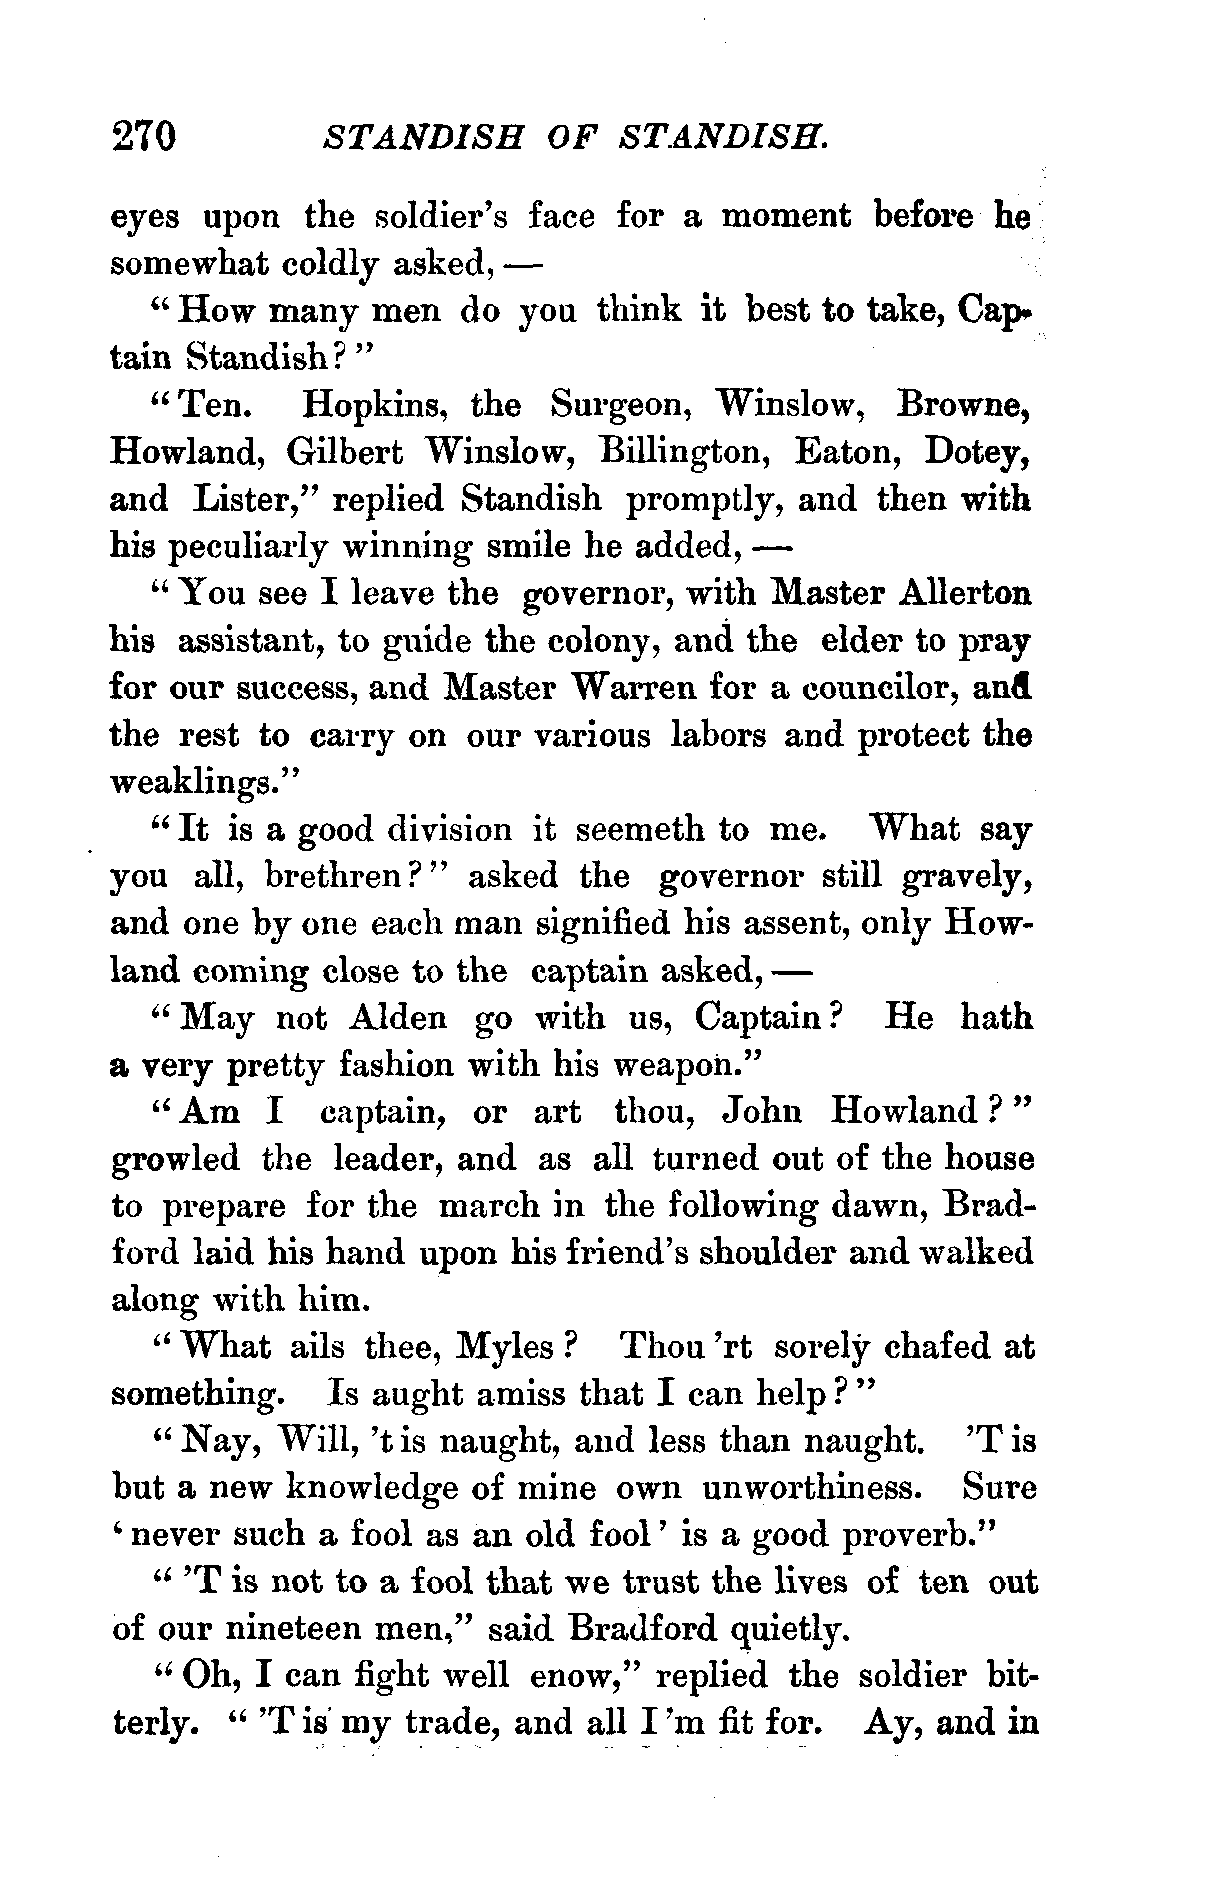 270 STANDISH OF STANDISH.
eyes upon the soldier's face for a moment before he
somewhat coldly asked, —
“ How many men do you think it best to take, Cap-
tain Standish? ”
“ Ten. Hopkins, the Surgeon, Winslow, Browne,
Howland, Gilbert Winslow, Billington, Eaton, Dotey,
and Lister,” replied Standish promptly, and then with
his peculiarly winning smile he added, —
“ You see I leave the governor, with Master Allerton
his assistant, to guide the colony, and the elder to pray
for our success, and Master Warren for a councilor, and
the rest to carry on our various labors and protect the
weaklings.”
“ It is a good division it seemeth to me. What say
you all, brethren? ” asked the governor still gravely,
and one by one each man signified his assent, only How-
land coming close to the captain asked, —
“ May not Alden go with us, Captain? He hath
a very pretty fashion with his weapon.”
“ Am I captain, or art thou, John Howland ? ”
growled the leader, and as all turned out of the house
to prepare for the march in the following dawn, Brad-
ford laid his hand upon his friend's shoulder and walked
along with him.
“ What ails thee, Myles ? Thou 'rt sorely chafed at
something. Is aught amiss that I can help ? ”
“ Nay, Will, 't is naught, and less than naught. 'T is
but a new knowledge of mine own unworthiness. Sure
‘ never such a fool as an old fool ’ is a good proverb.”
“ 'T is not to a fool that we trust the lives of ten out
of our nineteen men,” said Bradford quietly.
“ Oh, I can fight well enow,” replied the soldier bit-
terly. “ 'T is my trade, and all I 'm fit for. Ay, and in